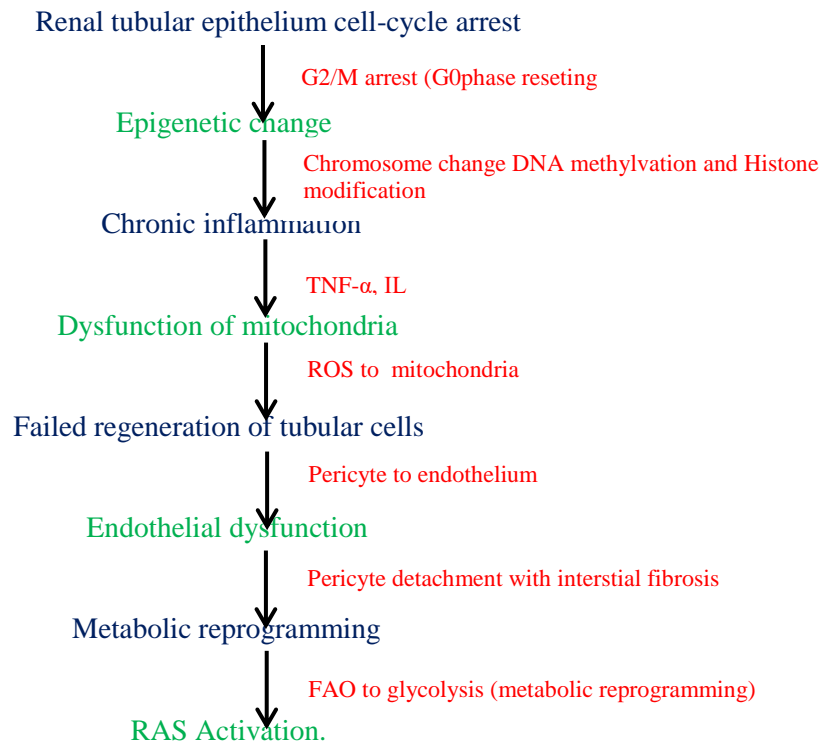 Renal tubular epithelium cell-cycle arrest
G2/M arrest (G0phase reseting
Epigenetic change
Chromosome change DNA methylvation and Histone
modification
Chronic inflammation
TNF-α, IL
Dysfunction of mitochondria
ROS to mitochondria
Failed regeneration of tubular cells
Pericyte to endothelium
Endothelial dysfunction
Pericyte detachment with interstial fibrosis
Metabolic reprogramming
FAO to glycolysis (metabolic reprogramming)
RAS Activation.